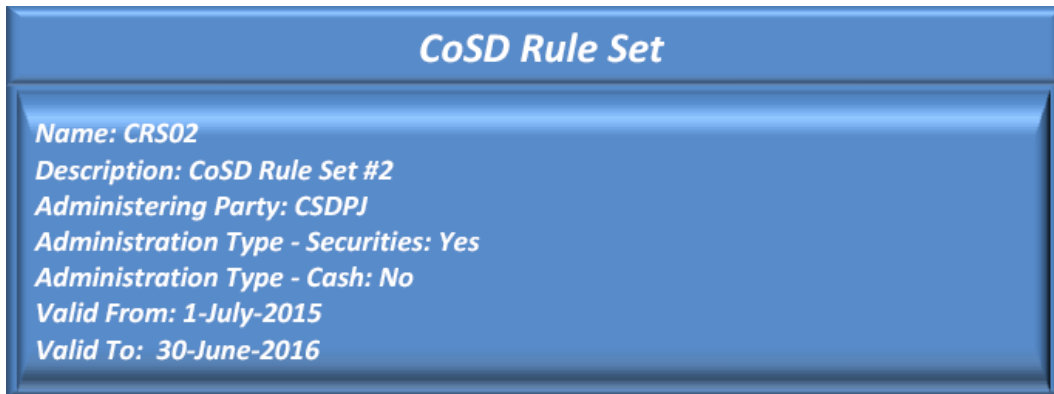 CoSD Rule Set
Name: CRS02
Description: CoSD Rule Set #2
Administering Party: CSDPJ
Administration Type - Securities: Yes
Administration Type - Cash: No
Valid From: 1-July-2015
Valid To:  30-June-2016